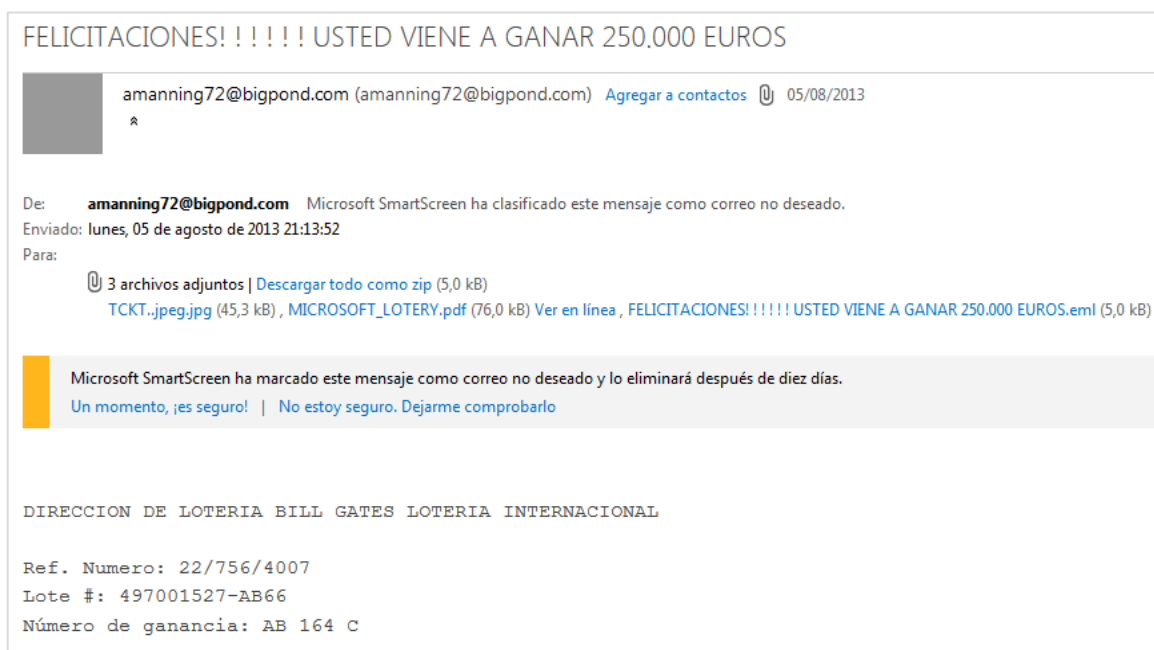 FELICITACIONES! ! ! ! ! ! USTED VIENE A GANAR 250.000 EUROS
amanning72@bigpond.com (amanning72@bigpond.com) Agregar a contactos 05/08/2013
De: amanning72@bigpond.com Microsoft SmartScreen ha clasificado este mensaje como correo no deseado.
Enviado: lunes, 05 de agosto de 2013 21:13:52
Para:
3 archivos adjuntos | Descargar todo como zip (5,0 kB)
TCKT..jpeg.jpg (45,3 kB) , MICROSOFT_LOTERY.pdf (76,0 kB) Ver en línea , FELICITACIONES! ! ! ! ! ! USTED VIENE A GANAR 250.000 EUROS.eml (5,0 kB)
Microsoft SmartScreen ha marcado este mensaje como correo no deseado y lo eliminará después de diez días.
Un momento, ¡es seguro! | No estoy seguro. Dejarme comprobarlo
DIRECCION DE LOTERIA BILL GATES LOTERIA INTERNACIONAL
Ref. Numero: 22/756/4007
Lote #: 497001527-AB66
Número de ganancia: AB 164 C